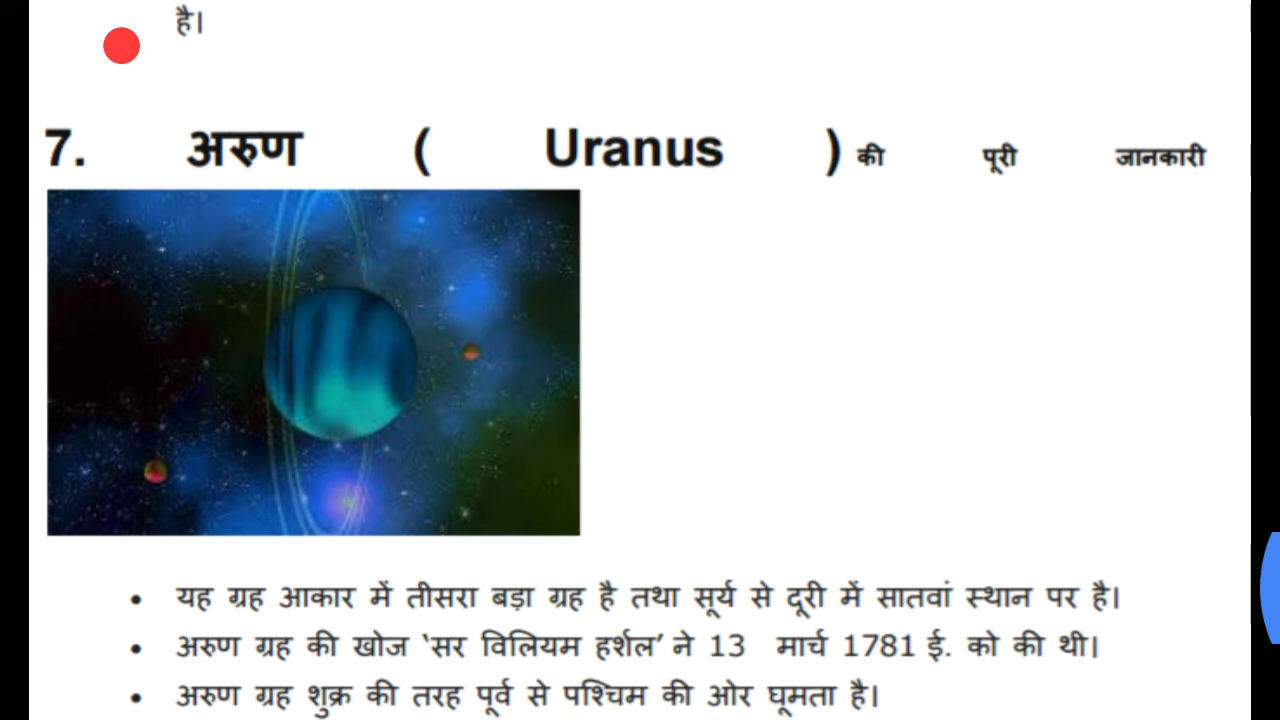 है।
7. अरुण ( Uranus ) की पूरी जानकारी
• यह ग्रह आकार में तीसरा बड़ा ग्रह है तथा सूर्य से दूरी में सातवां स्थान पर है।
• अरुण ग्रह की खोज ‘सर विलियम हर्शल’ ने 13 मार्च 1781 ई. को की थी।
• अरुण ग्रह शुक्र की तरह पूर्व से पश्चिम की ओर घूमता है।